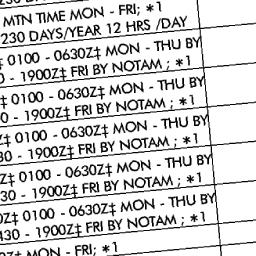 MTN TIME MON - FRI; *1
230 DAYS/YEAR 12 HRS /DAY
0100 - 0630Z‡ MON - THU BY
- 1900Z‡ FRI BY NOTAM ; *1
Z‡ 0100 - 0630Z‡ MON - THU BY
30 - 1900Z‡ FRI BY NOTAM ; *1
Z‡ 0100 - 0630Z‡ MON - THU BY
30 - 1900Z‡ FRI BY NOTAM ; *1
Z‡ 0100 - 0630Z‡ MON - THU BY
30 - 1900Z‡ FRI BY NOTAM ; *1
0Z‡ 0100 - 0630Z‡ MON - THU BY
430 - 1900Z‡ FRI BY NOTAM ; *1
0Z‡ MON - FRI; *1